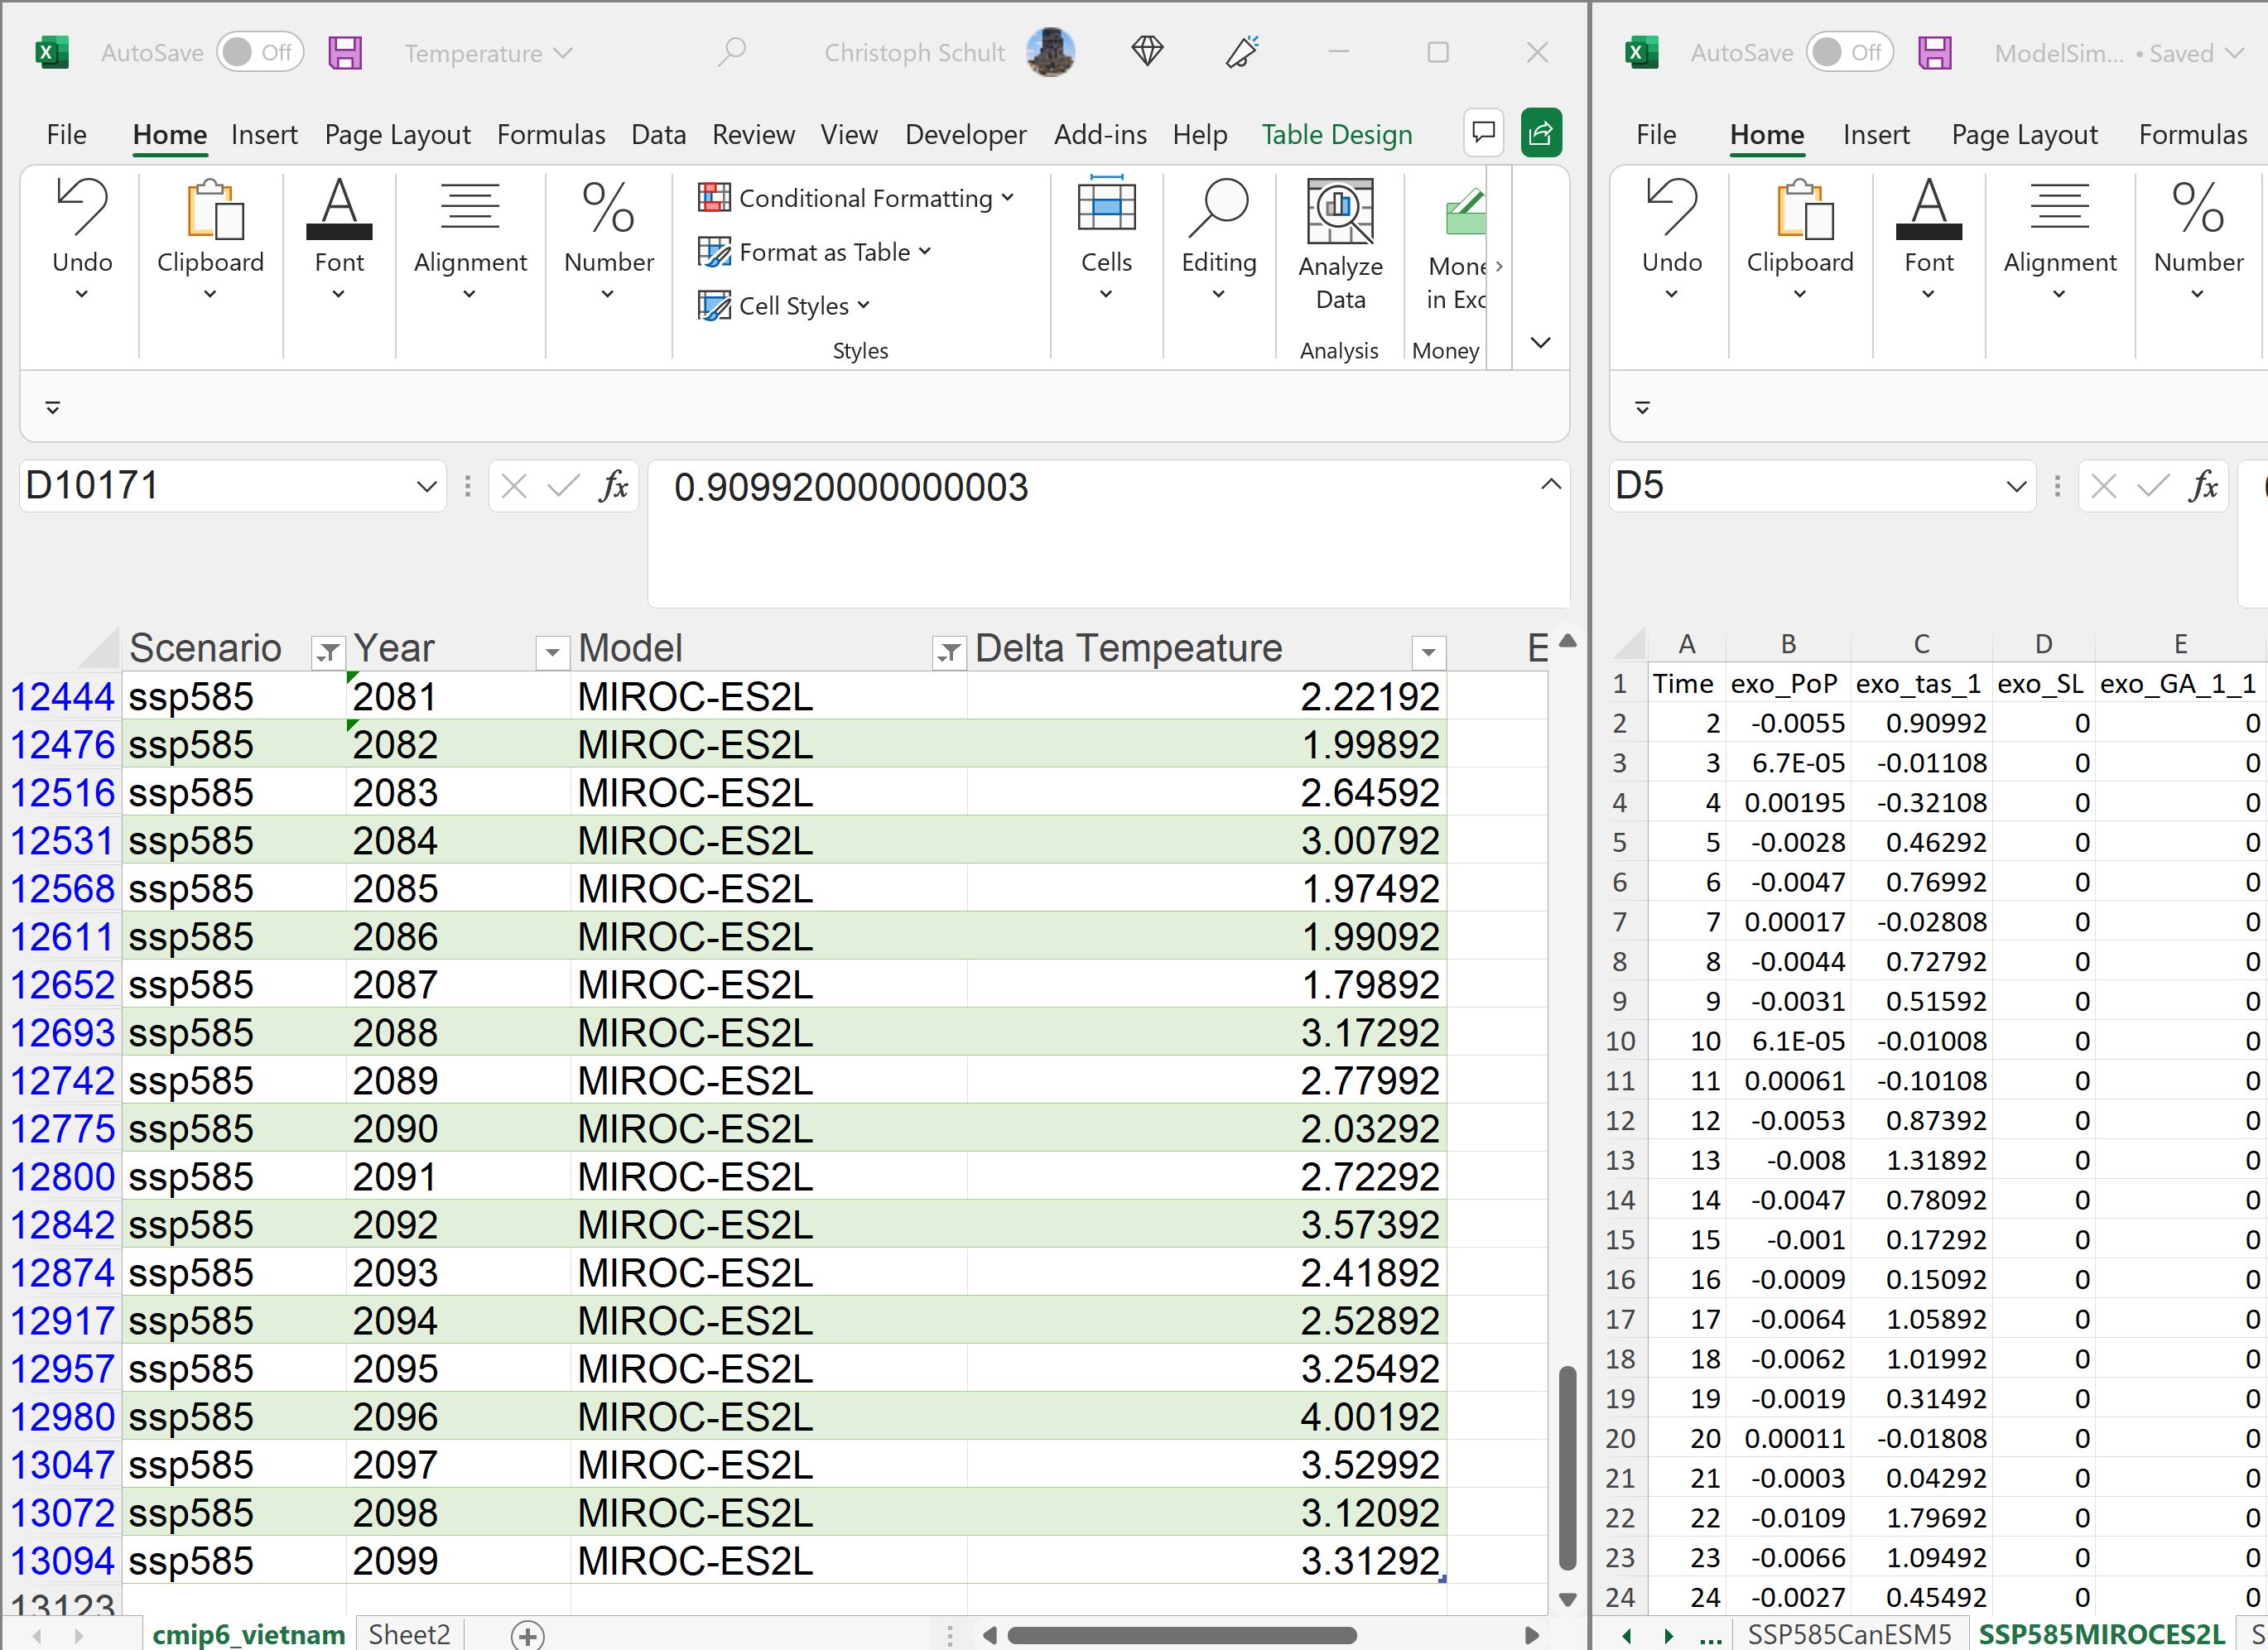 AutoSave Off Temperature Christoph Schult
File Home Insert Page Layout Formulas Data Review View Developer Add-ins Help Table Design
Undo Clipboard Font Alignment Number
Conditional Formatting
Format as Table
Cell Styles
Styles
Cells Editing
Analyze
Data
Analysis
in
Money
D10171 fx 0.909920000000003
Scenario Year Model Delta Tempeature E
12444 ssp585 2081 MIROC-ES2L 2.22192
12476 ssp585 2082 MIROC-ES2L 1.99892
12516 ssp585 2083 MIROC-ES2L 2.64592
12531 ssp585 2084 MIROC-ES2L 3.00792
12568 ssp585 2085 MIROC-ES2L 1.97492
12611 ssp585 2086 MIROC-ES2L 1.99092
12652 ssp585 2087 MIROC-ES2L 1.79892
12693 ssp585 2088 MIROC-ES2L 3.17292
12742 ssp585 2089 MIROC-ES2L 2.77992
12775 ssp585 2090 MIROC-ES2L 2.03292
12800 ssp585 2091 MIROC-ES2L 2.72292
12842 ssp585 2092 MIROC-ES2L 3.57392
12874 ssp585 2093 MIROC-ES2L 2.41892
12917 ssp585 2094 MIROC-ES2L 2.52892
12957 ssp585 2095 MIROC-ES2L 3.25492
12980 ssp585 2096 MIROC-ES2L 4.00192
13047 ssp585 2097 MIROC-ES2L 3.52992
13072 ssp585 2098 MIROC-ES2L 3.12092
13094 ssp585 2099 MIROC-ES2L 3.31292
13123
cmip6_vietnam Sheet2
AutoSave Off ModelSim... • Saved
File Home Insert Page Layout Formulas
Undo Clipboard Font Alignment Number
D5 fx
A B C D E
1 Time exo_PoP exo_tas_1 exo_SL exo_GA_1_1
2 2 -0.0055 0.90992 0 0
3 3 6.7E-05 -0.01108 0 0
4 4 0.00195 -0.32108 0 0
5 5 -0.0028 0.46292 0 0
6 6 -0.0047 0.76992 0 0
7 7 0.00017 -0.02808 0 0
8 8 -0.0044 0.72792 0 0
9 9 -0.0031 0.51592 0 0
10 10 6.1E-05 -0.01008 0 0
11 11 0.00061 -0.10108 0 0
12 12 -0.0053 0.87392 0 0
13 13 -0.008 1.31892 0 0
14 14 -0.0047 0.78092 0 0
15 15 -0.001 0.17292 0 0
16 16 -0.0009 0.15092 0 0
17 17 -0.0064 1.05892 0 0
18 18 -0.0062 1.01992 0 0
19 19 -0.0019 0.31492 0 0
20 20 0.00011 -0.01808 0 0
21 21 -0.0003 0.04292 0 0
22 22 -0.0109 1.79692 0 0
23 23 -0.0066 1.09492 0 0
24 24 -0.0027 0.45492 0 0
... SSP585CanESM5 SSP585MIROCES2L